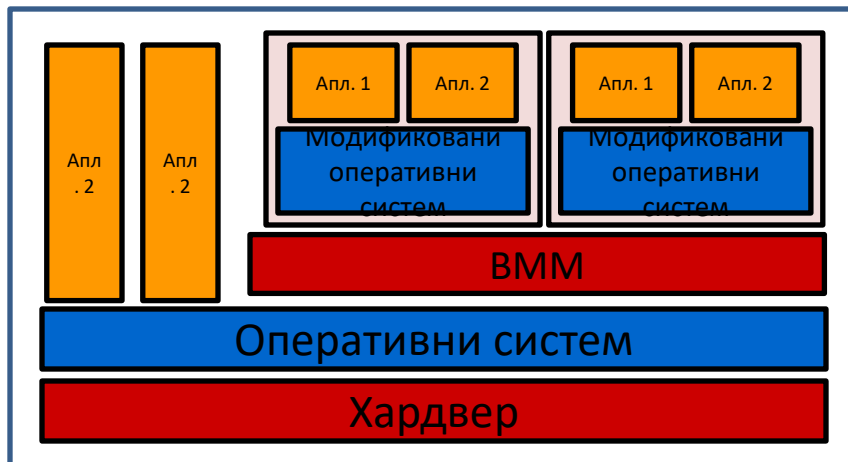 Апл. 1
Апл. 2
Апл. 1
Апл. 2
Апл
. 2
Апл
. 2
Модификовани
оперативни
систем
Модификовани
оперативни
систем
ВММ
Оперативни систем
Хардвер